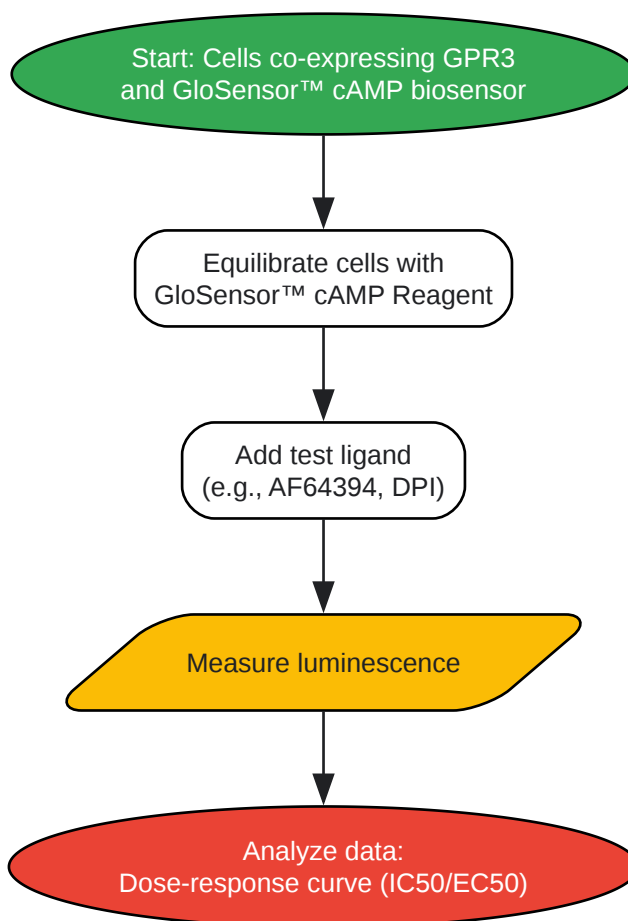 Start: Cells co-expressing GPR3
and GloSensor™ cAMP biosensor
Equilibrate cells with
GloSensor™ cAMP Reagent
Add test ligand
(e.g., AF64394, DPI)
Measure luminescence
Analyze data:
Dose-response curve (IC50/EC50)